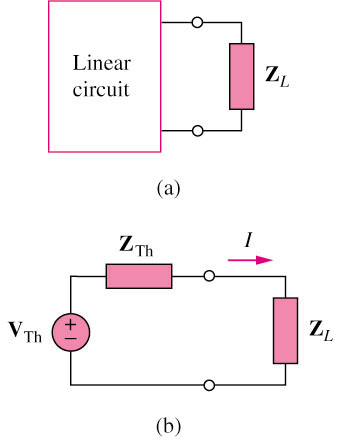 Linear
circuit
Z_L
(a)
Z_Th
I
V_Th
+
−
Z_L
(b)